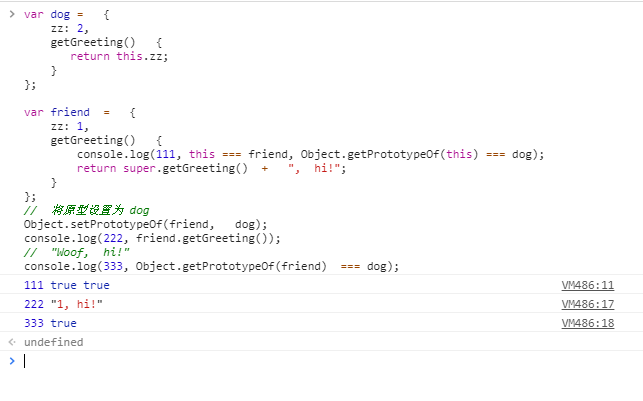 var dog =   {
    zz: 2,
    getGreeting()   {
       return this.zz;
    }
};

var friend  =   {
    zz: 1,
    getGreeting()   {
        console.log(111, this === friend, Object.getPrototypeOf(this) === dog);
        return super.getGreeting()  +   ",  hi!";
    }
};
//  将原型设置为 dog
Object.setPrototypeOf(friend,   dog);
console.log(222, friend.getGreeting());
//  "Woof,  hi!"
console.log(333, Object.getPrototypeOf(friend)  === dog);
111 true true VM486:11
222 "1, hi!" VM486:17
333 true VM486:18
undefined